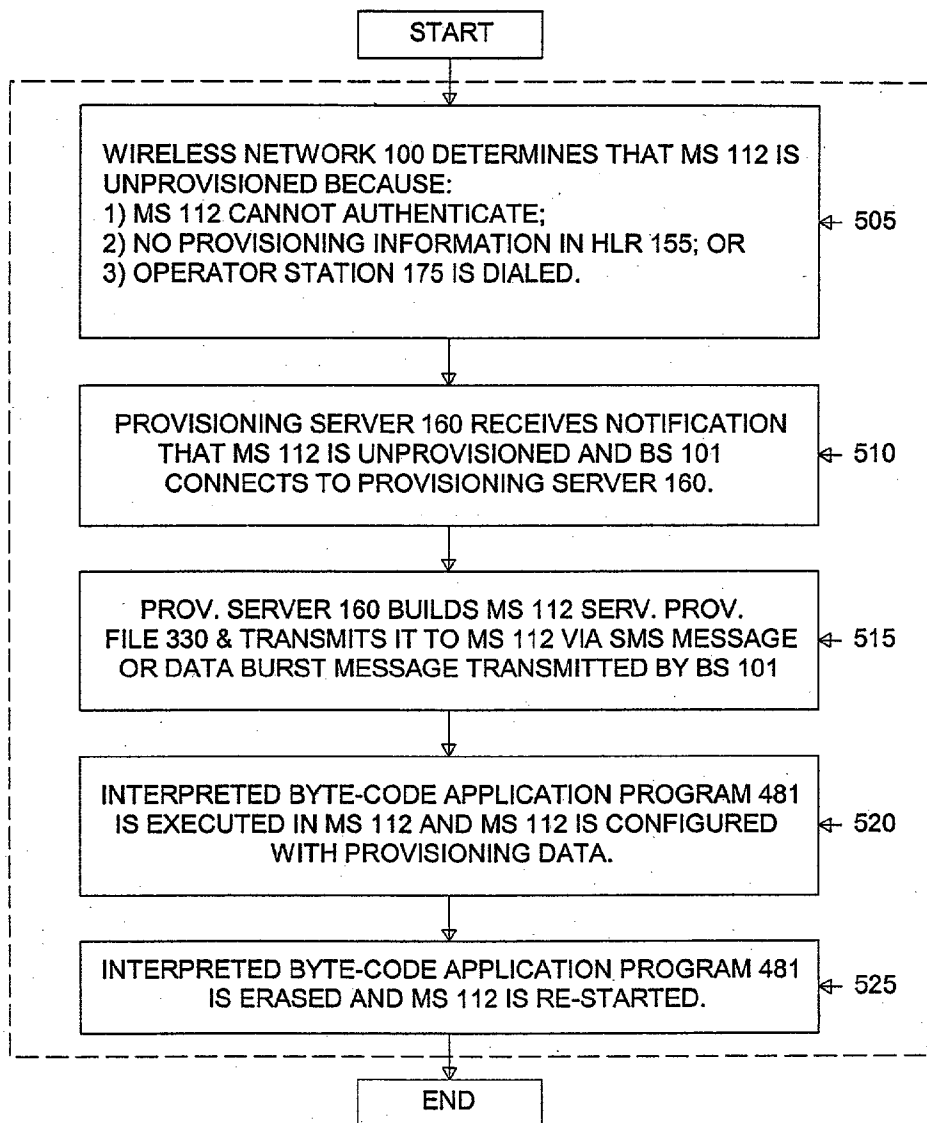 START
WIRELESS NETWORK 100 DETERMINES THAT MS 112 IS
UNPROVISIONED BECAUSE:
1) MS 112 CANNOT AUTHENTICATE;
2) NO PROVISIONING INFORMATION IN HLR 155; OR
3) OPERATOR STATION 175 IS DIALED.
505
PROVISIONING SERVER 160 RECEIVES NOTIFICATION
THAT MS 112 IS UNPROVISIONED AND BS 101
CONNECTS TO PROVISIONING SERVER 160.
510
PROV. SERVER 160 BUILDS MS 112 SERV. PROV.
FILE 330 & TRANSMITS IT TO MS 112 VIA SMS MESSAGE
OR DATA BURST MESSAGE TRANSMITTED BY BS 101
515
INTERPRETED BYTE-CODE APPLICATION PROGRAM 481
IS EXECUTED IN MS 112 AND MS 112 IS CONFIGURED
WITH PROVISIONING DATA.
520
INTERPRETED BYTE-CODE APPLICATION PROGRAM 481
IS ERASED AND MS 112 IS RE-STARTED.
525
END